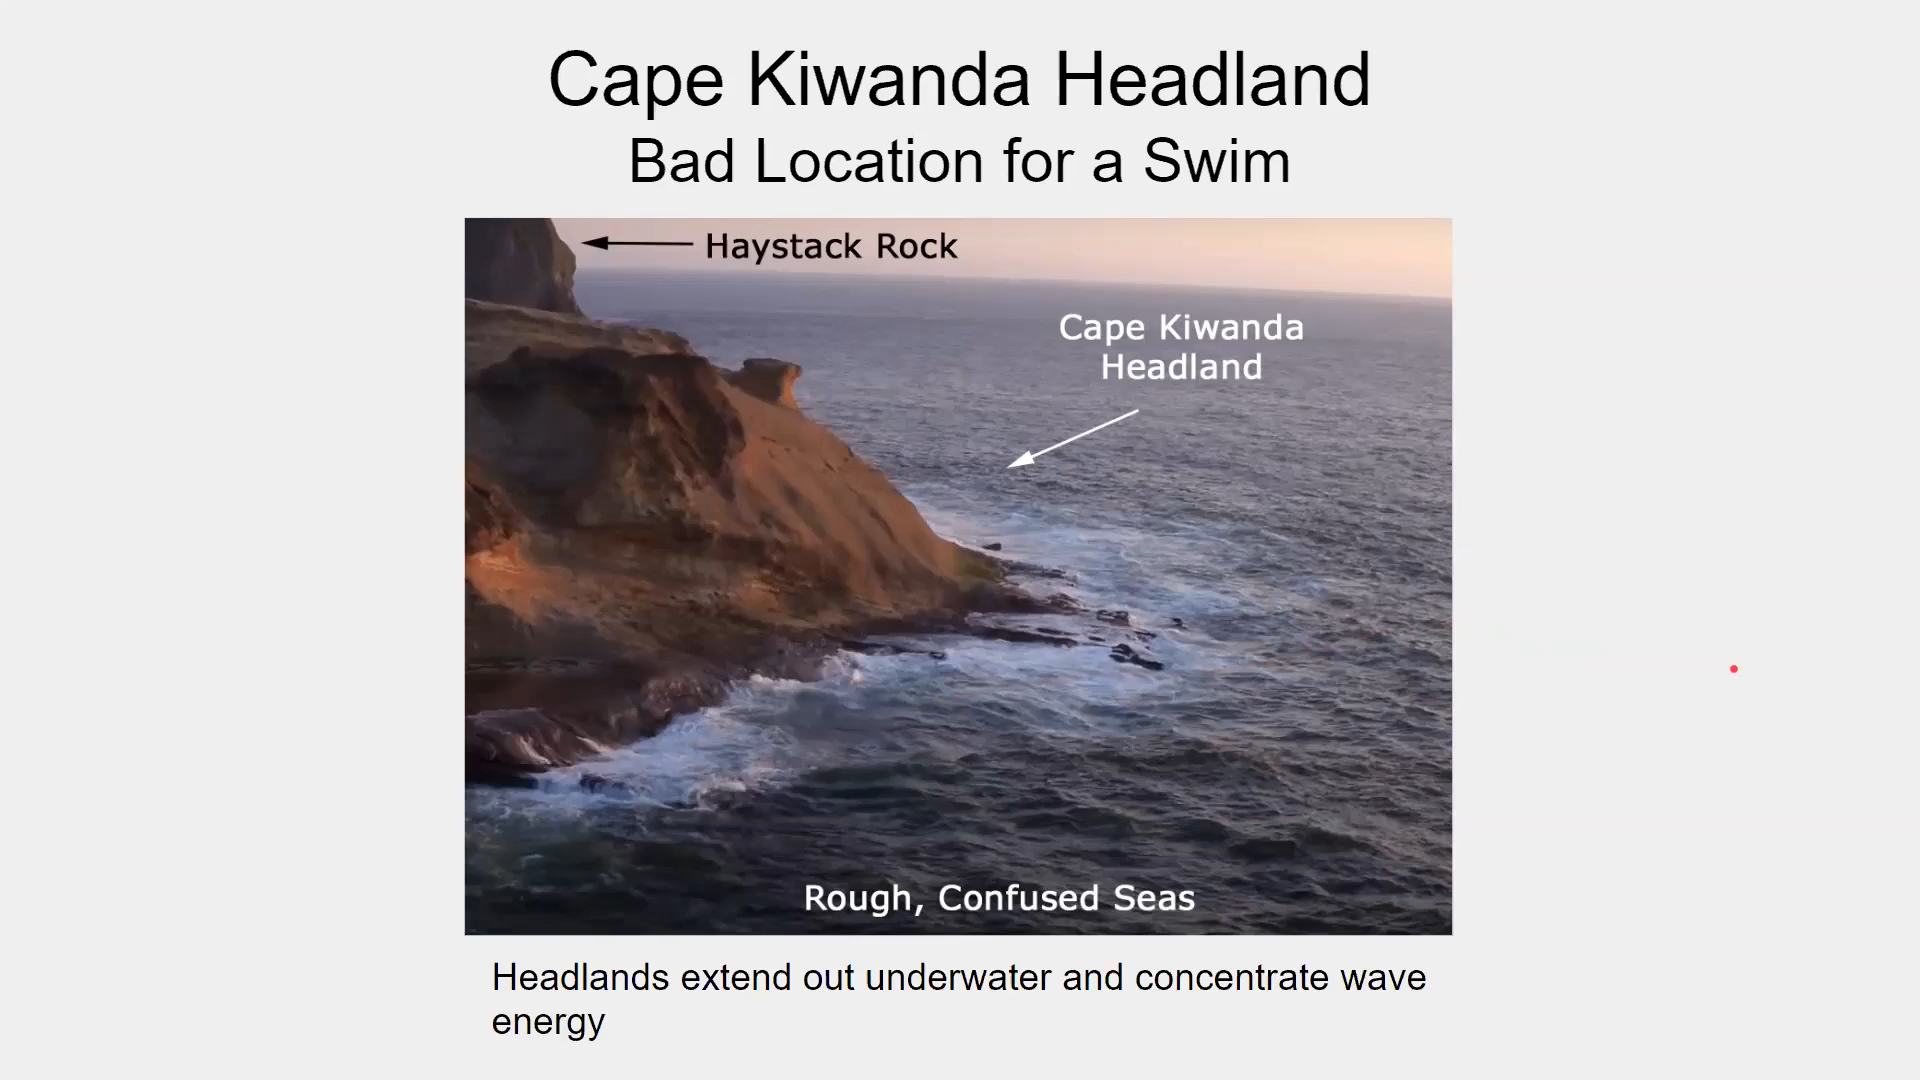 Cape Kiwanda Headland
Bad Location for a Swim
Haystack Rock
Cape Kiwanda
Headland
Rough, Confused Seas
Headlands extend out underwater and concentrate wave
energy